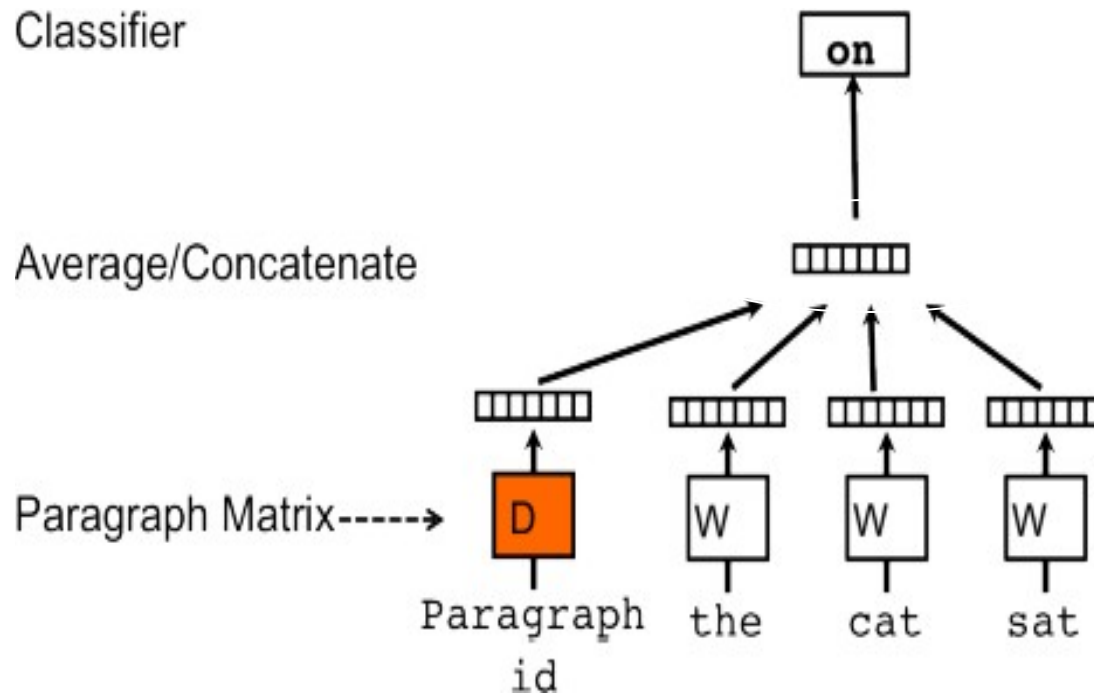 Classifier
on
Average/Concatenate
Paragraph Matrix
D
W
W
W
Paragraph
id
the
cat
sat